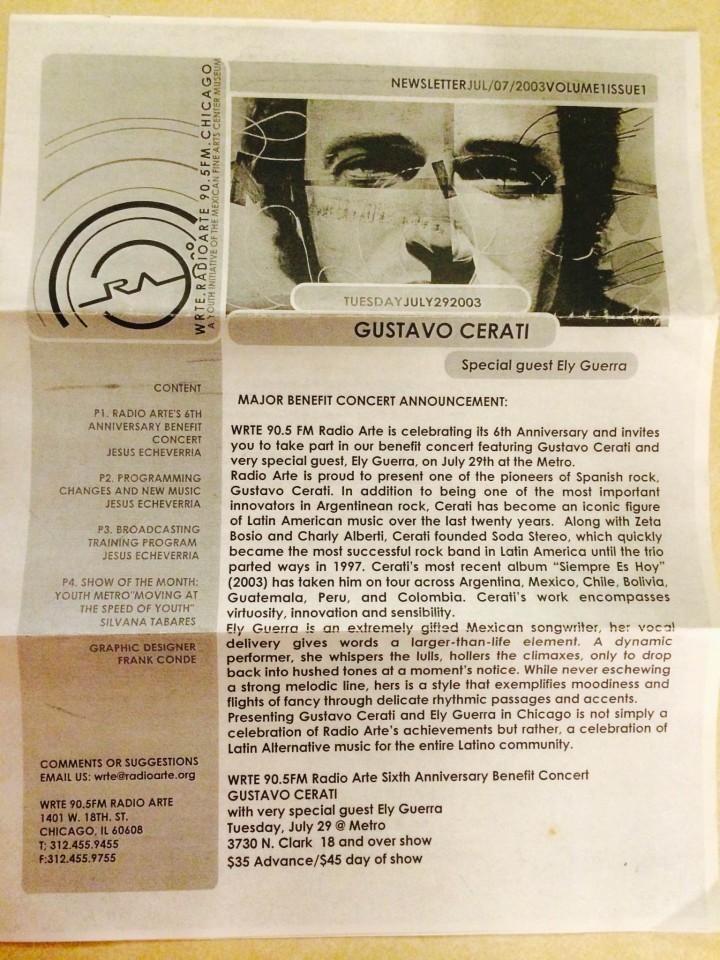 WRTE.RADIOARTE 90.5FM.CHICAGO
A YOUTH INITIATIVE OF THE MEXICAN FINE ARTS CENTER MUSEUM
RA
NEWSLETTERJUL/07/2003VOLUME1ISSUE1
TUESDAYJULY292003
GUSTAVO CERATI
Special guest Ely Guerra
CONTENT
P1. RADIO ARTE'S 6TH
ANNIVERSARY BENEFIT
CONCERT
JESUS ECHEVERRIA
P2. PROGRAMMING
CHANGES AND NEW MUSIC
JESUS ECHEVERRIA
P3. BROADCASTING
TRAINING PROGRAM
JESUS ECHEVERRIA
P4. SHOW OF THE MONTH:
YOUTH METRO"MOVING AT
THE SPEED OF YOUTH"
SILVANA TABARES
GRAPHIC DESIGNER
FRANK CONDE
COMMENTS OR SUGGESTIONS
EMAIL US: wrte@radioarte.org
WRTE 90.5FM RADIO ARTE
1401 W. 18TH. ST.
CHICAGO, IL 60608
T; 312.455.9455
F:312.455.9755
MAJOR BENEFIT CONCERT ANNOUNCEMENT:
WRTE 90.5 FM Radio Arte is celebrating its 6th Anniversary and invites
you to take part in our benefit concert featuring Gustavo Cerati and
very special guest, Ely Guerra, on July 29th at the Metro.
Radio Arte is proud to present one of the pioneers of Spanish rock,
Gustavo Cerati. In addition to being one of the most important
innovators in Argentinean rock, Cerati has become an iconic figure
of Latin American music over the last twenty years. Along with Zeta
Bosio and Charly Alberti, Cerati founded Soda Stereo, which quickly
became the most successful rock band in Latin America until the trio
parted ways in 1997. Cerati's most recent album "Siempre Es Hoy"
(2003) has taken him on tour across Argentina, Mexico, Chile, Bolivia,
Guatemala, Peru, and Colombia. Cerati's work encompasses
virtuosity, innovation and sensibility.
Ely Guerra is an extremely gifted Mexican songwriter, her vocal
delivery gives words a larger-than-life element. A dynamic
performer, she whispers the lulls, hollers the climaxes, only to drop
back into hushed tones at a moment's notice. While never eschewing
a strong melodic line, hers is a style that exemplifies moodiness and
flights of fancy through delicate rhythmic passages and accents.
Presenting Gustavo Cerati and Ely Guerra in Chicago is not simply a
celebration of Radio Arte's achievements but rather, a celebration of
Latin Alternative music for the entire Latino community.
WRTE 90.5FM Radio Arte Sixth Anniversary Benefit Concert
GUSTAVO CERATI
with very special guest Ely Guerra
Tuesday, July 29 @ Metro
3730 N. Clark 18 and over show
$35 Advance/$45 day of show